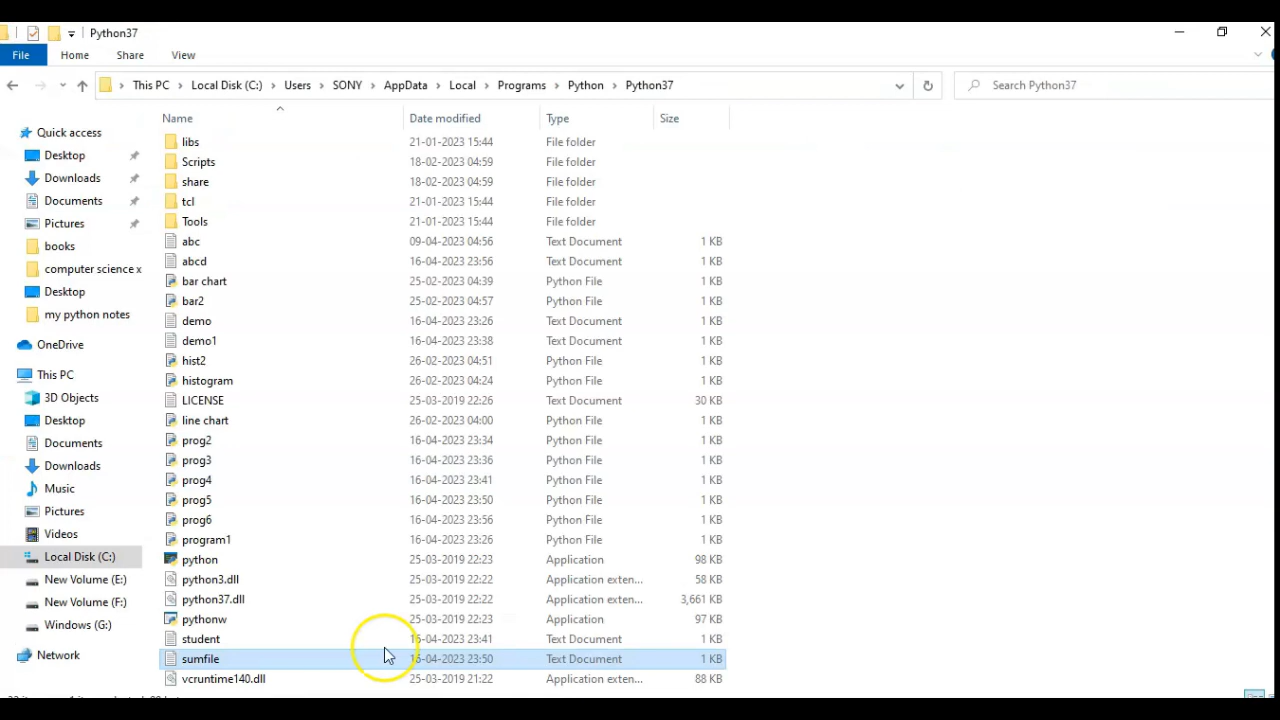 Python37
File Home Share View
This PC Local Disk (C:) Users SONY AppData Local Programs Python Python37 Search Python37
Name Date modified Type Size
Quick access
Desktop
Downloads
Documents
Pictures
books
computer science x
Desktop
my python notes
OneDrive
This PC
3D Objects
Desktop
Documents
Downloads
Music
Pictures
Videos
Local Disk (C:)
New Volume (E:)
New Volume (F:)
Windows (G:)
Network
libs 21-01-2023 15:44 File folder
Scripts 18-02-2023 04:59 File folder
share 18-02-2023 04:59 File folder
tcl 21-01-2023 15:44 File folder
Tools 21-01-2023 15:44 File folder
abc 09-04-2023 04:56 Text Document 1 KB
abcd 16-04-2023 23:56 Text Document 1 KB
bar chart 25-02-2023 04:39 Python File 1 KB
bar2 25-02-2023 04:57 Python File 1 KB
demo 16-04-2023 23:26 Text Document 1 KB
demo1 16-04-2023 23:38 Text Document 1 KB
hist2 26-02-2023 04:51 Python File 1 KB
histogram 26-02-2023 04:24 Python File 1 KB
LICENSE 25-03-2019 22:26 Text Document 30 KB
line chart 26-02-2023 04:00 Python File 1 KB
prog2 16-04-2023 23:34 Python File 1 KB
prog3 16-04-2023 23:36 Python File 1 KB
prog4 16-04-2023 23:41 Python File 1 KB
prog5 16-04-2023 23:50 Python File 1 KB
prog6 16-04-2023 23:56 Python File 1 KB
program1 16-04-2023 23:26 Python File 1 KB
python 25-03-2019 22:23 Application 98 KB
python3.dll 25-03-2019 22:22 Application exten... 58 KB
python37.dll 25-03-2019 22:22 Application exten... 3,661 KB
pythonw 25-03-2019 22:23 Application 97 KB
student 16-04-2023 23:41 Text Document 1 KB
sumfile 16-04-2023 23:50 Text Document 1 KB
vcruntime140.dll 25-03-2019 21:22 Application exten... 88 KB